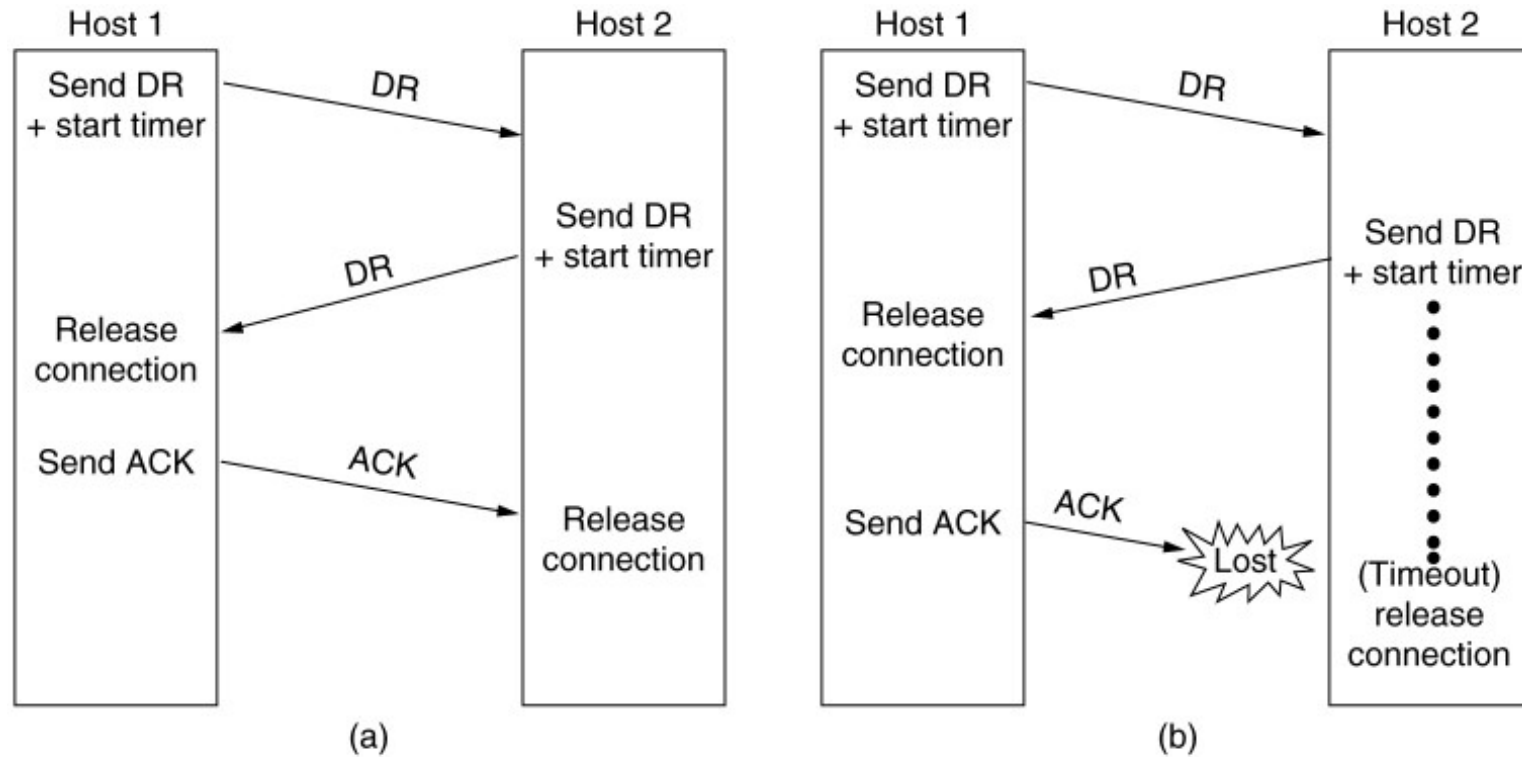 Host 1
Host 2
Send DR
+ start timer
DR
Send DR
+ start timer
DR
Release
connection
Send ACK
ACK
Release
connection
(a)
Host 1
Host 2
Send DR
+ start timer
DR
Send DR
+ start timer
DR
Release
connection
Send ACK
ACK
Lost
(Timeout)
release
connection
(b)